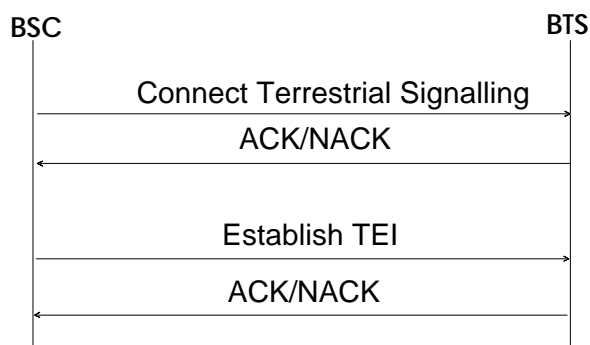 BSC BTS
Connect Terrestrial Signalling
ACK/NACK
Establish TEI
ACK/NACK